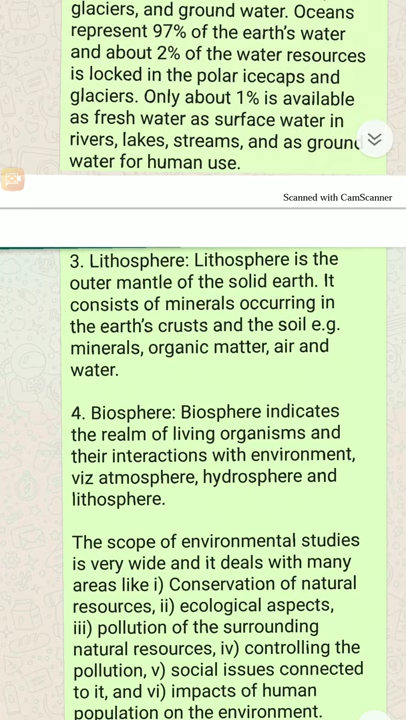 glaciers, and ground water. Oceans
represent 97% of the earth's water
and about 2% of the water resources
is locked in the polar icecaps and
glaciers. Only about 1% is available
as fresh water as surface water in
rivers, lakes, streams, and as ground
water for human use.
Scanned with CamScanner
3. Lithosphere: Lithosphere is the
outer mantle of the solid earth. It
consists of minerals occurring in
the earth's crusts and the soil e.g.
minerals, organic matter, air and
water.
4. Biosphere: Biosphere indicates
the realm of living organisms and
their interactions with environment,
viz atmosphere, hydrosphere and
lithosphere.
The scope of environmental studies
is very wide and it deals with many
areas like i) Conservation of natural
resources, ii) ecological aspects,
iii) pollution of the surrounding
natural resources, iv) controlling the
pollution, v) social issues connected
to it, and vi) impacts of human
population on the environment.